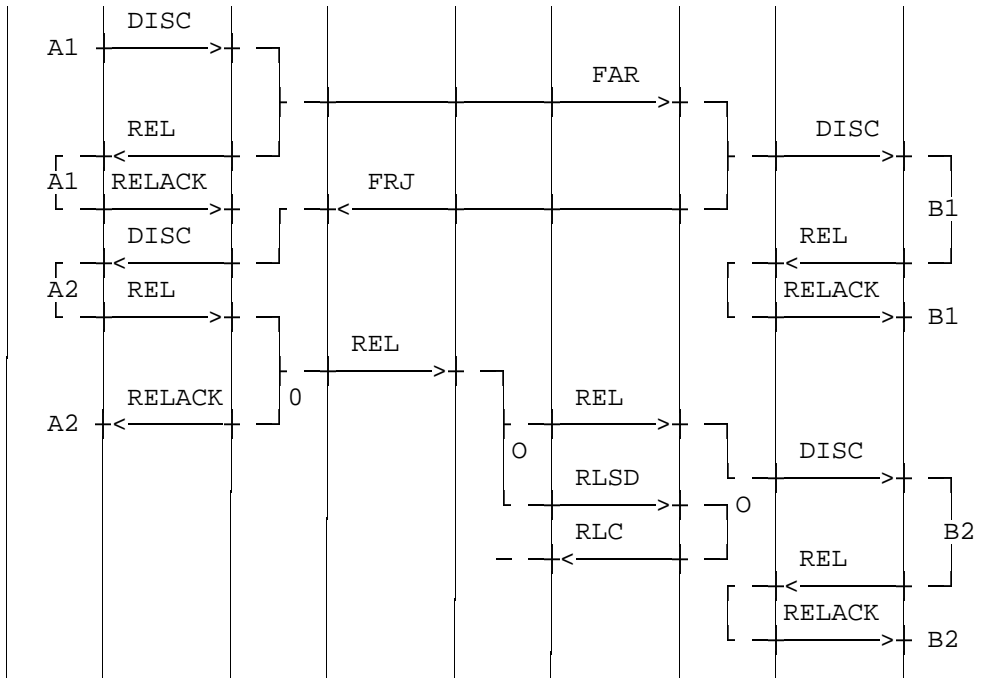 DISC
A1
FAR
REL DISC
A1 RELACK FRJ B1
DISC REL
A2 REL RELACK
B1
REL
RELACK 0 REL
A2
O DISC
RLSD O
RLC B2
REL
RELACK
B2